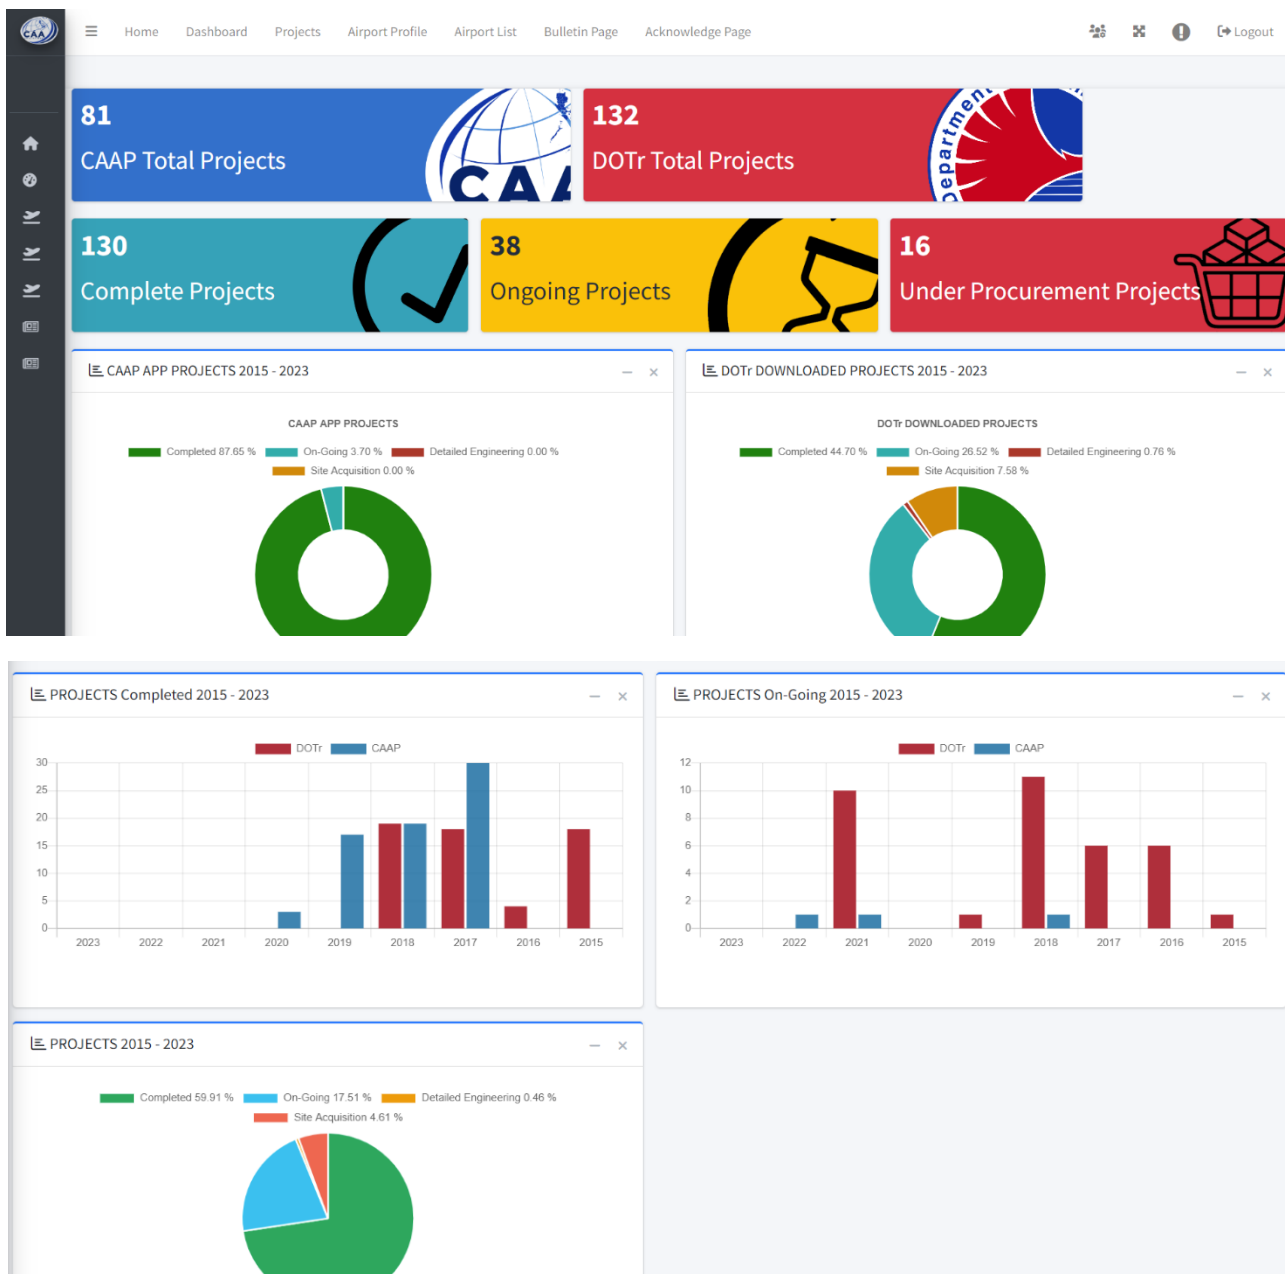 CAA
Home Dashboard Projects Airport Profile Airport List Bulletin Page Acknowledge Page Logout
81
CAAP Total Projects
CAA
132
DOTr Total Projects
Department
130
Complete Projects
38
Ongoing Projects
16
Under Procurement Projects
CAAP APP PROJECTS 2015 - 2023
CAAP APP PROJECTS
Completed 87.65 % On-Going 3.70 % Detailed Engineering 0.00 %
Site Acquisition 0.00 %
DOTr DOWNLOADED PROJECTS 2015 - 2023
DOTr DOWNLOADED PROJECTS
Completed 44.70 % On-Going 26.52 % Detailed Engineering 0.76 %
Site Acquisition 7.58 %
PROJECTS Completed 2015 - 2023
DOTr CAAP
30
25
20
15
10
5
0
2023 2022 2021 2020 2019 2018 2017 2016 2015
PROJECTS On-Going 2015 - 2023
DOTr CAAP
12
10
8
6
4
2
0
2023 2022 2021 2020 2019 2018 2017 2016 2015
PROJECTS 2015 - 2023
Completed 59.91 % On-Going 17.51 % Detailed Engineering 0.46 %
Site Acquisition 4.61 %